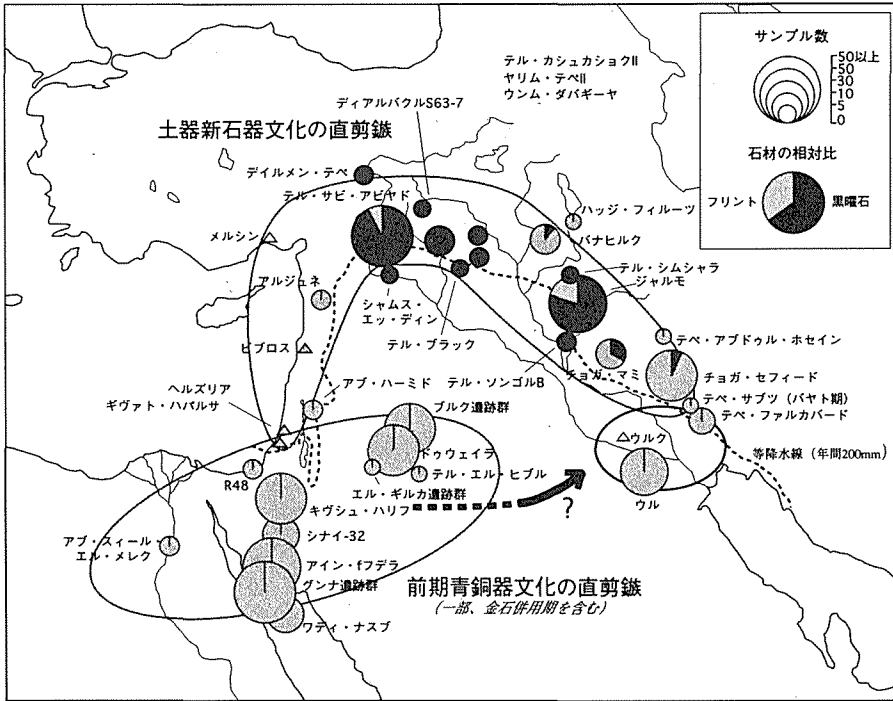 サンプル数
50以上
50
30
10
5
0
石材の相対比
フリント
黒曜石
テル・カシュカショクII
ヤリム・テペII
ウンム・ダバギーヤ
ディアルバクルS63-7
土器新石器文化の直剪鏃
デイルメン・テペ
テル・サビ・アビヤド
ハッジ・フィルーツ
バナヒルク
メルシン
アルジュネ
テル・シムシャラ
ジャルモ
シャムス・
エッ・ディン
テル・ブラック
テペ・アブドゥル・ホセイン
ビブロス
テル・ソンゴルB
チョガ・マミ
チョガ・セフィード
ヘルズリア
ギヴァト・ハパルサ
アブ・ハーミド
テペ・サブツ（バヤト期）
テペ・ファルカバード
ブルク遺跡群
ドゥウェイラ
ウルク
等降水線（年間200mm）
テル・エル・ヒブル
R48
エル・ギルカ遺跡群
キヴシュ・ハリフ
ウル
?
シナイ-32
アブ・スィール・
エル・メレク
アイン・fフデラ
グンナ遺跡群
前期青銅器文化の直剪鏃
（一部、金石併用期を含む）
ワディ・ナスブ